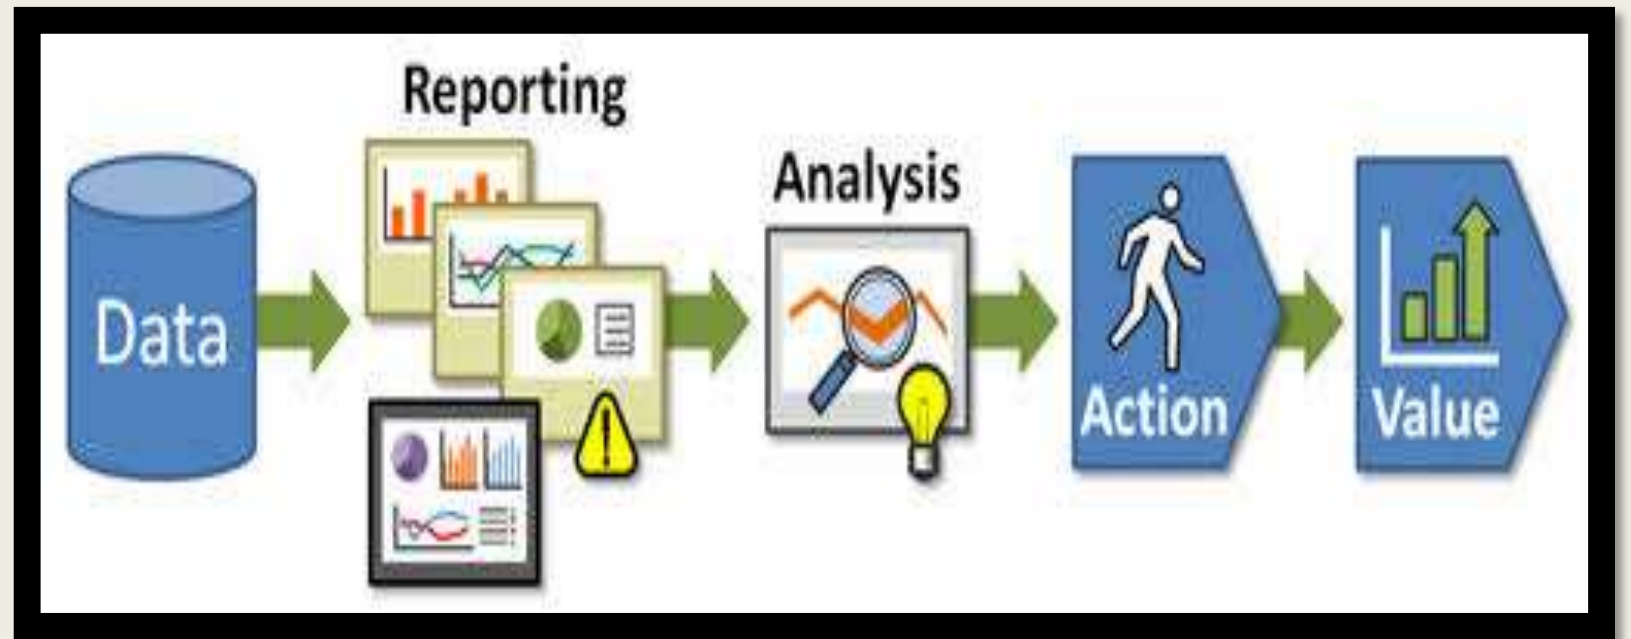 Reporting
Analysis
Data
Action
Value